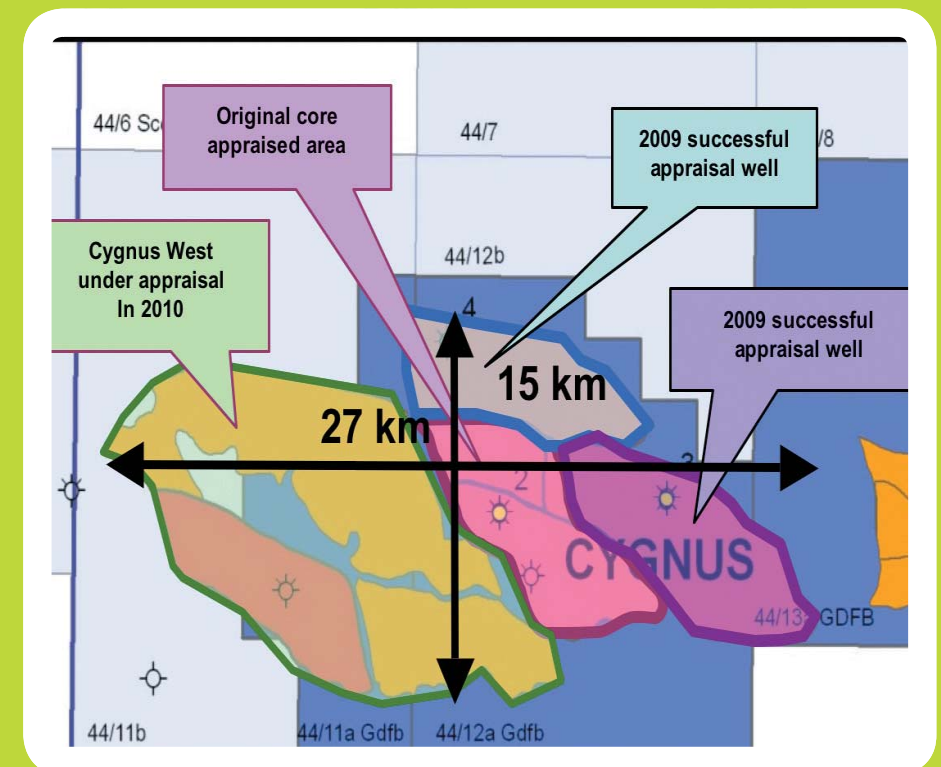 44/6
Original core
appraised area
44/7
2009 successful
appraisal well
/8
Cygnus West
under appraisal
In 2010
44/12b
4
2009 successful
appraisal well
15 km
27 km
3
2
CYGNUS
44/13 GDFB
44/11b
44/11a Gdfb
44/12a Gdfb